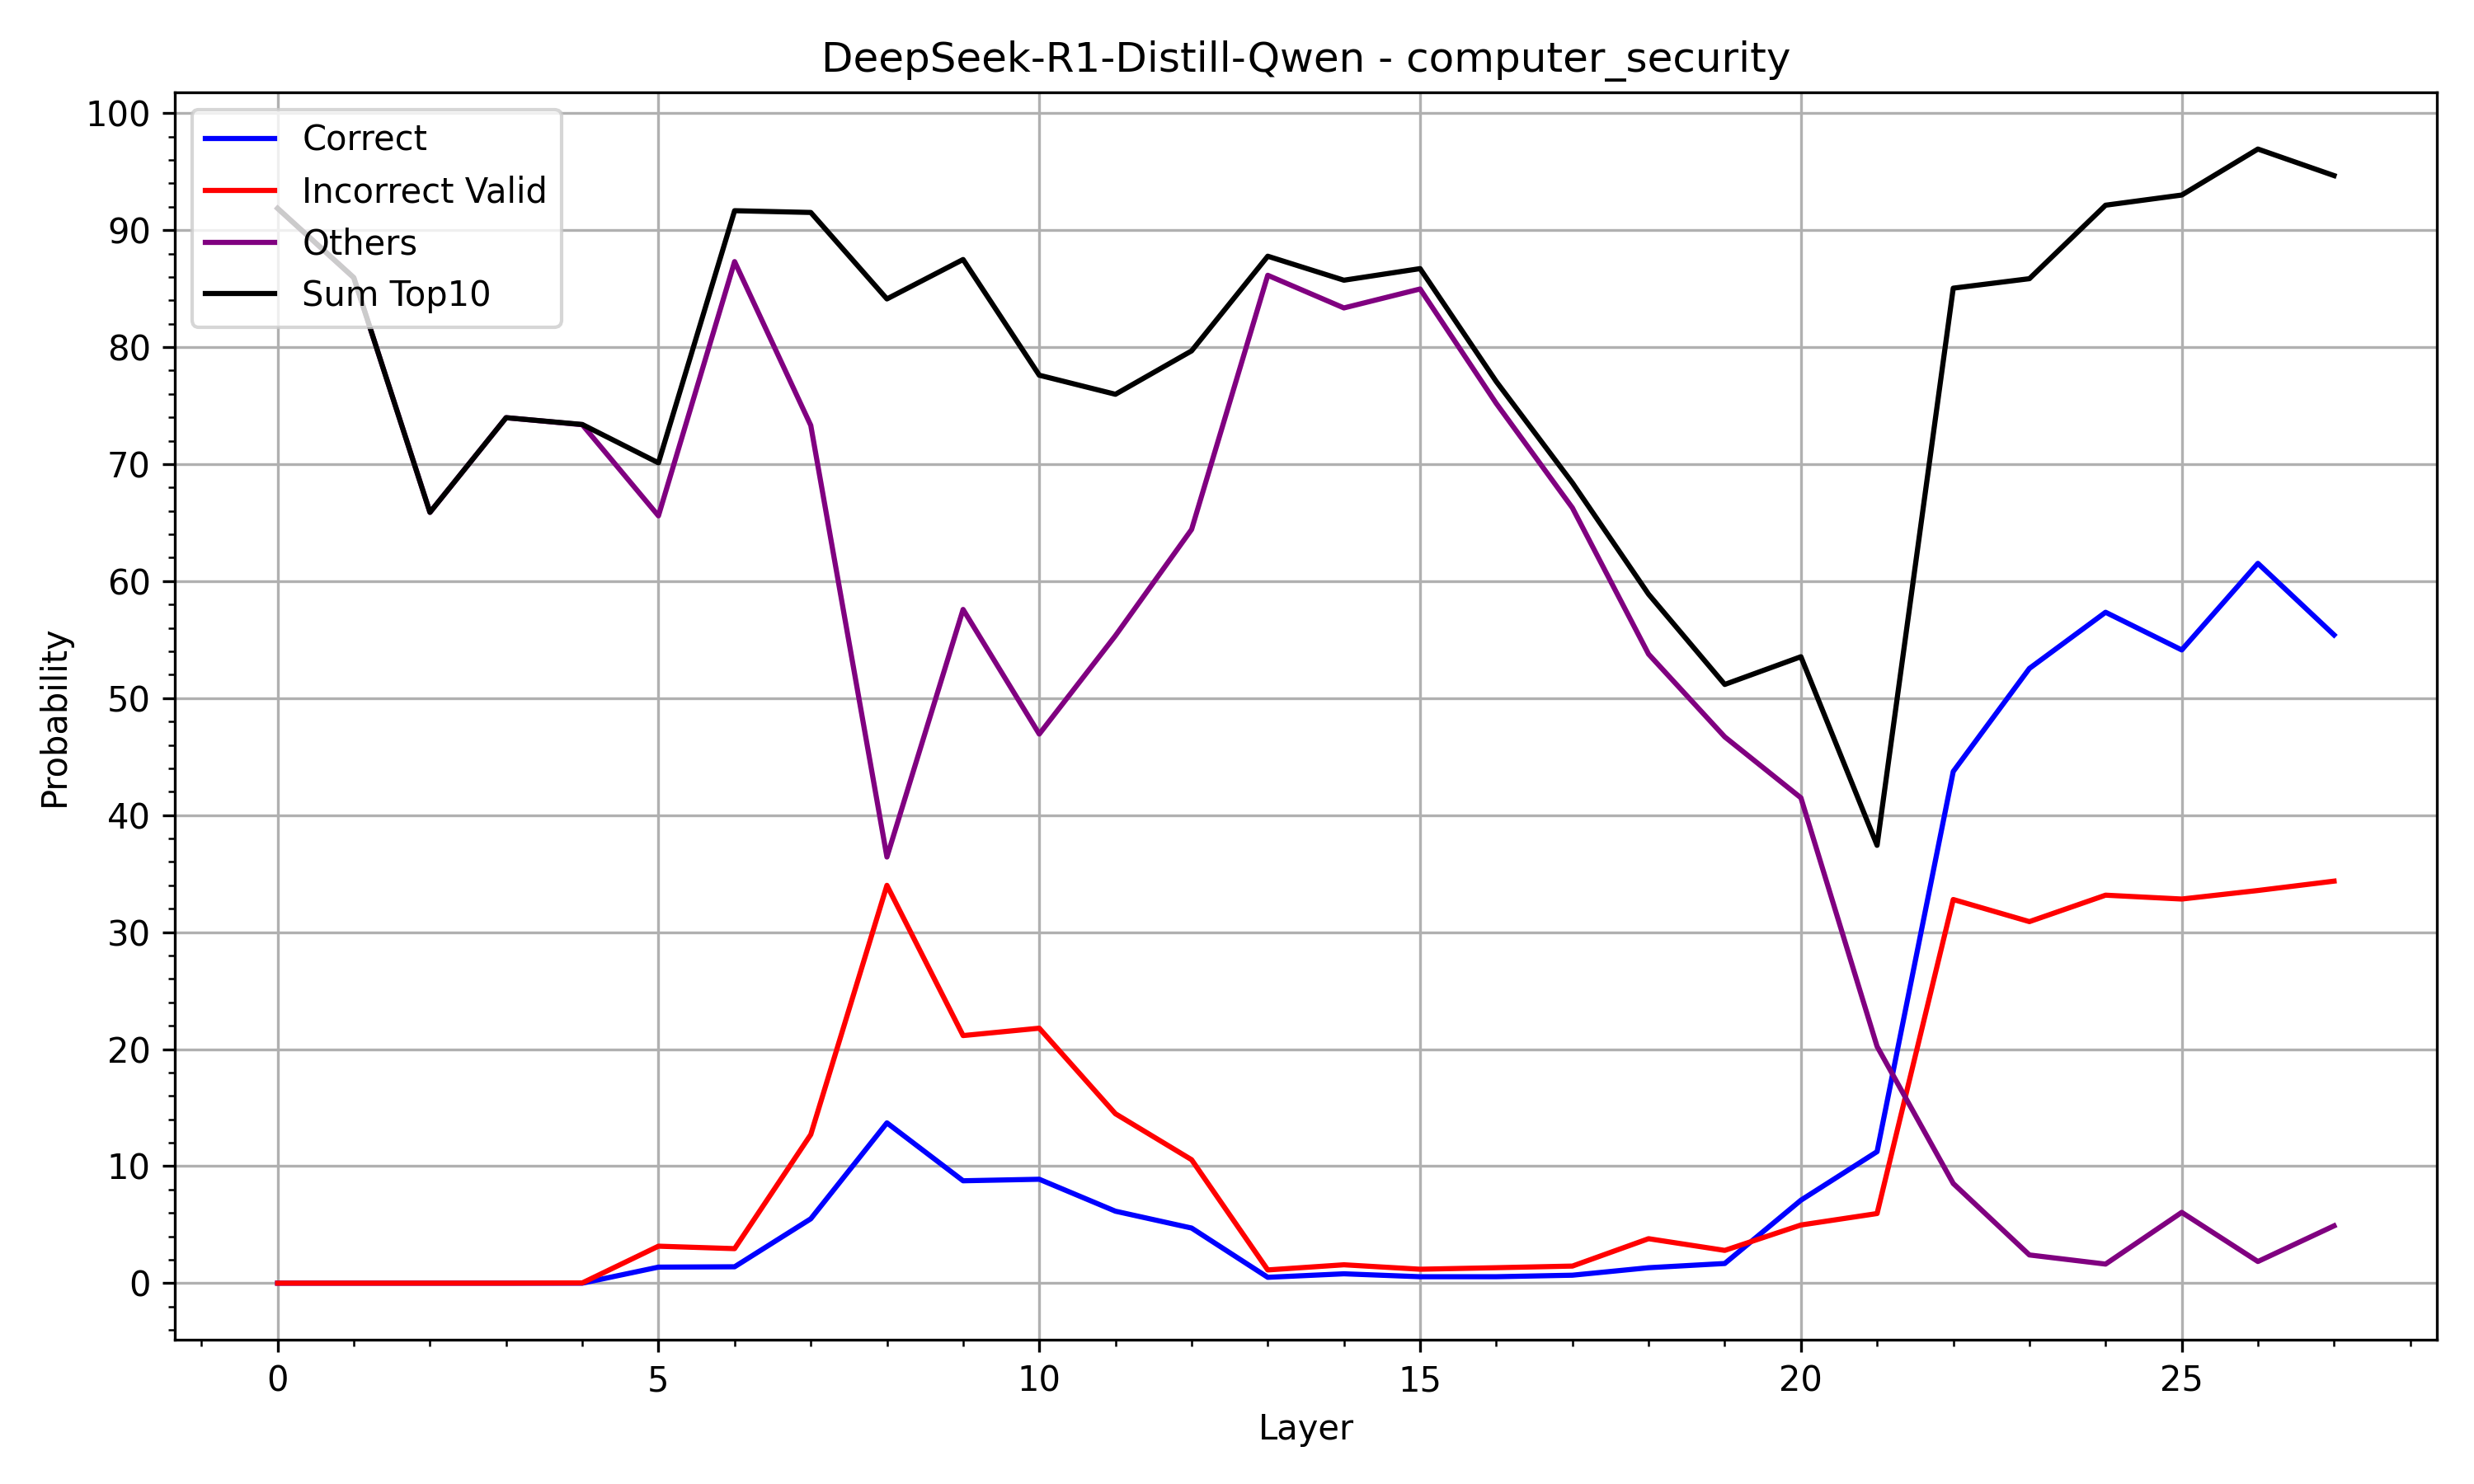 DeepSeek-R1-Distill-Qwen - computer_security
100
90
80
70
60
50
40
30
20
10
0
Probability
Correct
Incorrect Valid
Others
Sum Top10
0 5 10 15 20 25
Layer